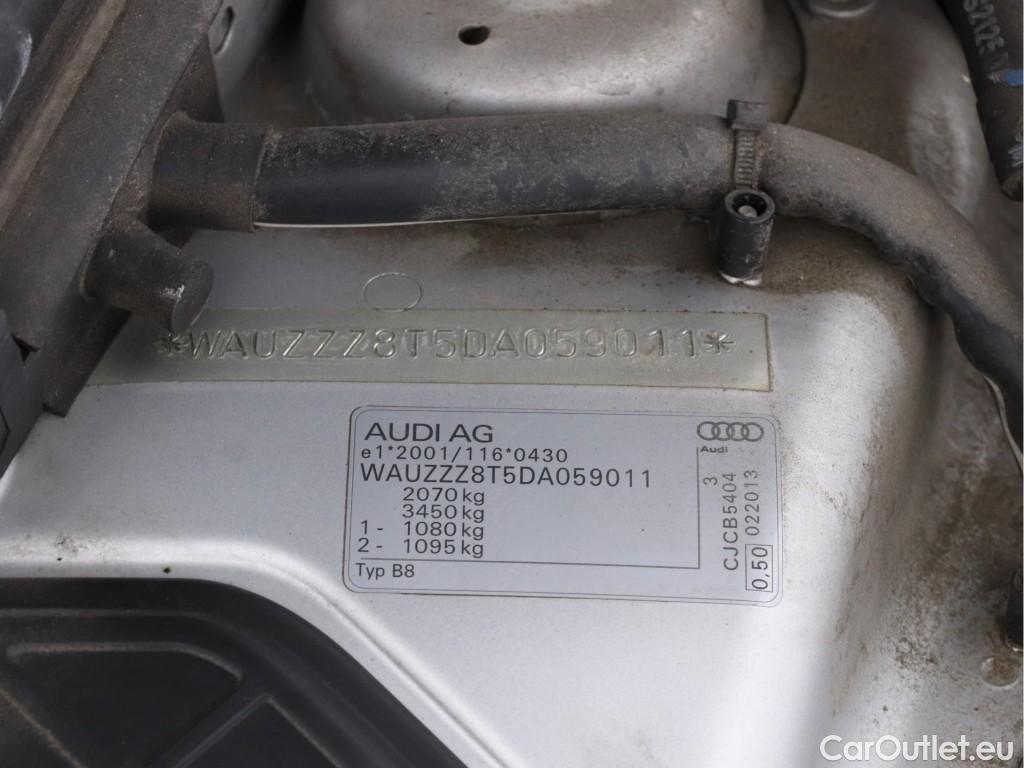 *WAUZZZ8T5DA059011*
AUDI AG
e1*2001/116*0430
WAUZZZ8T5DA059011
2070 kg
3450 kg
1- 1080 kg
2- 1095 kg
Typ B8
Audi
3
CJCB5404
022013
0,50
CarOutlet.eu